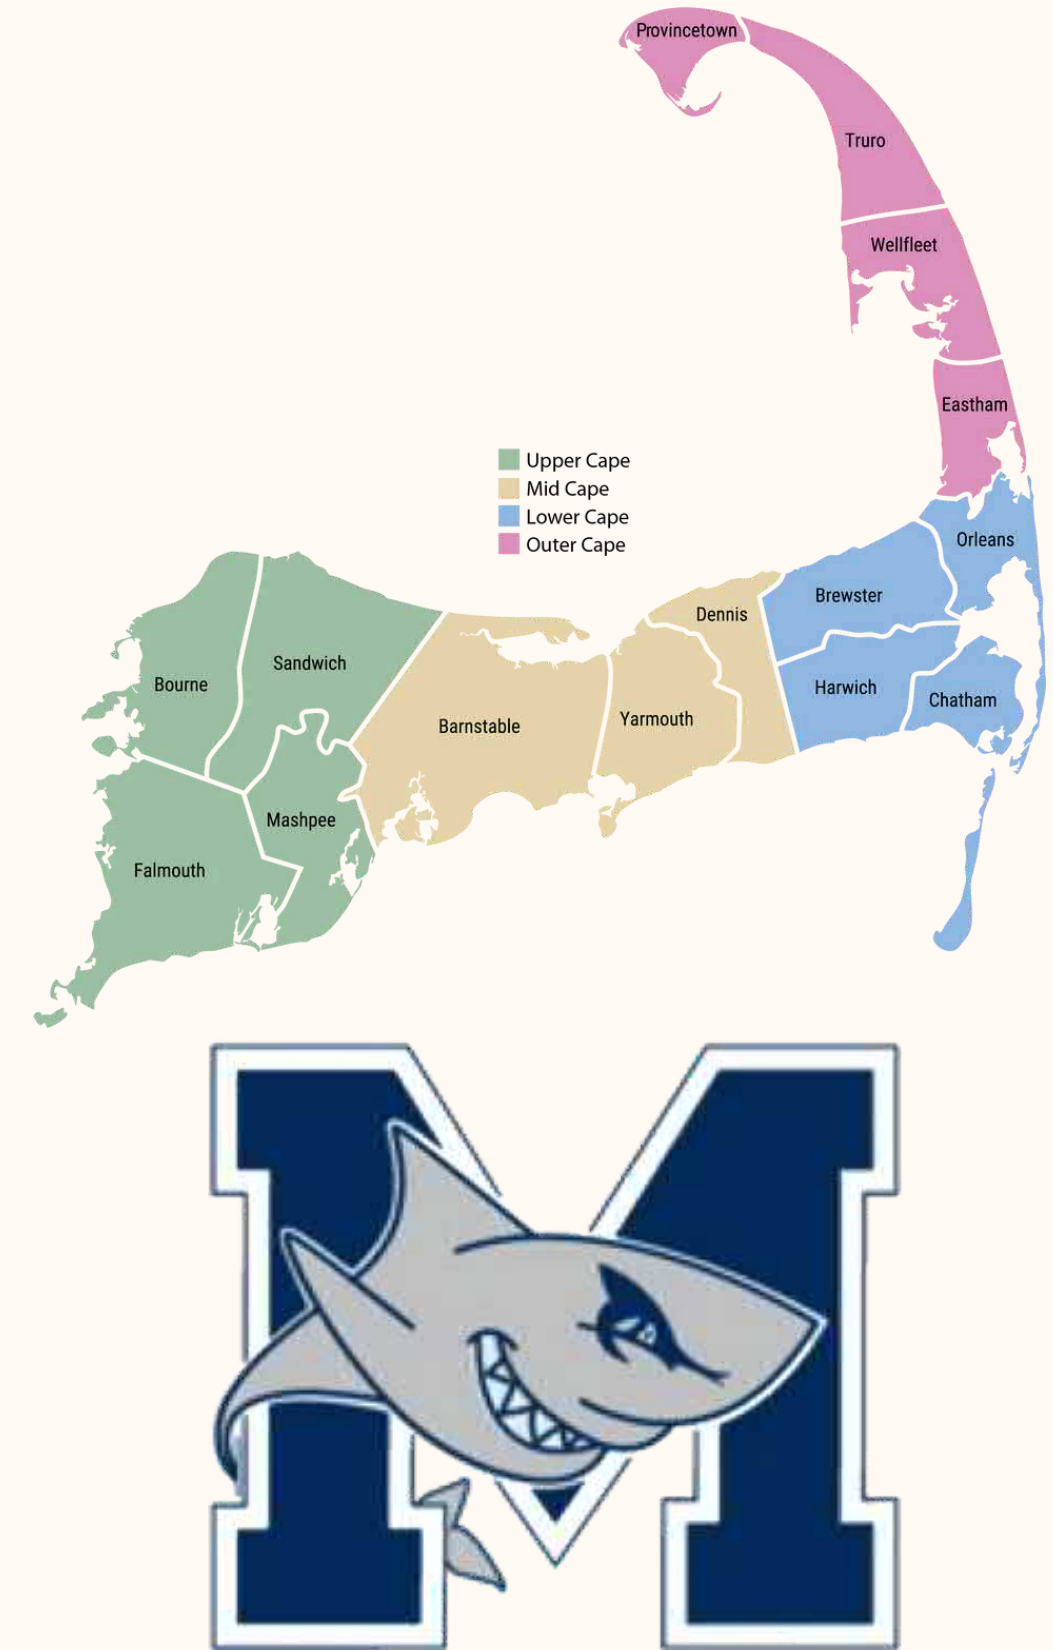 Provincetown
Truro
Wellfleet
Eastham
Upper Cape
Mid Cape
Lower Cape
Outer Cape
Orleans
Brewster
Dennis
Sandwich
Bourne
Harwich
Chatham
Yarmouth
Barnstable
Mashpee
Falmouth
M